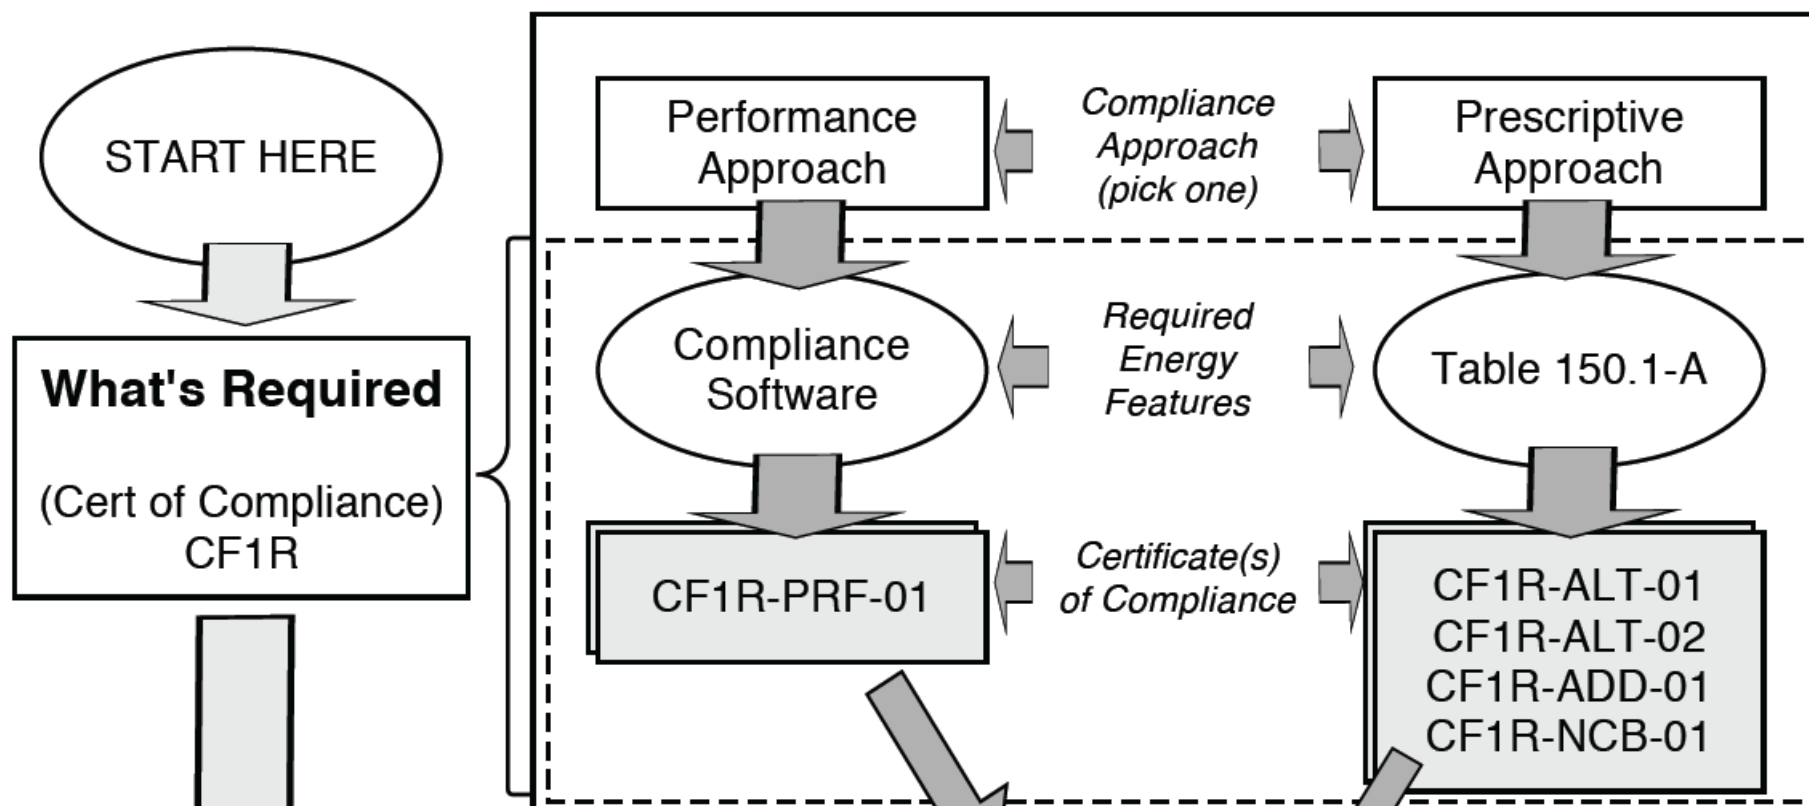 START HERE
What's Required
(Cert of Compliance)
CF1R
Performance
Approach
Compliance
Approach
(pick one)
Prescriptive
Approach
Compliance
Software
Required
Energy
Features
Table 150.1-A
CF1R-PRF-01
Certificate(s)
of Compliance
CF1R-ALT-01
CF1R-ALT-02
CF1R-ADD-01
CF1R-NCB-01